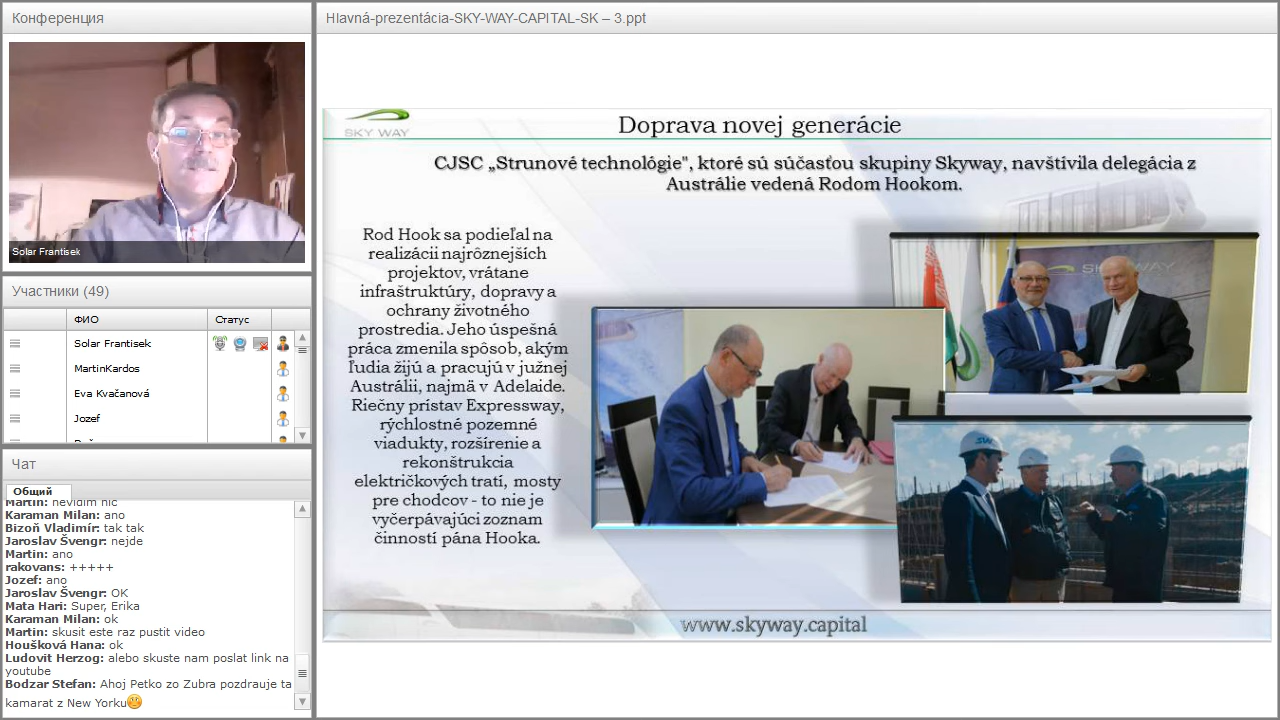 Конференция
Solar Frantisek
Участники (49)
ФИО
Статус
Solar Frantisek
MartinKardos
Eva Kvačanová
Jozef
Чат
Общий
Martin: nevidim nic
Karaman Milan: ano
Bizoň Vladimír: tak tak
Jaroslav Švengr: nejde
Martin: ano
rakovans: +++++
Jozef: ano
Jaroslav Švengr: OK
Mata Hari: Super, Erika
Karaman Milan: ok
Martin: skusit este raz pustit video
Houšková Hana: ok
Ludovit Herzog: alebo skuste nam poslat link na
youtube
Bodzar Stefan: Ahoj Petko zo Zubra pozdrauje ta
kamarat z New Yorku
Hlavná-prezentácia-SKY-WAY-CAPITAL-SK – 3.ppt
SKY WAY
Doprava novej generácie
CJSC „Strunové technológie", ktoré sú súčasťou skupiny Skyway, navštívila delegácia z
Austrálie vedená Rodom Hookom.
Rod Hook sa podieľal na
realizácii najrôznejších
projektov, vrátane
infraštruktúry, dopravy a
ochrany životného
prostredia. Jeho úspešná
práca zmenila spôsob, akým
ľudia žijú a pracujú v južnej
Austrálii, najmä v Adelaide.
Riečny prístav Expressway,
rýchlostné pozemné
viadukty, rozšírenie a
rekonštrukcia
električkových tratí, mosty
pre chodcov - to nie je
vyčerpávajúci zoznam
činností pána Hooka.
SKY WAY
SW
www.skyway.capital